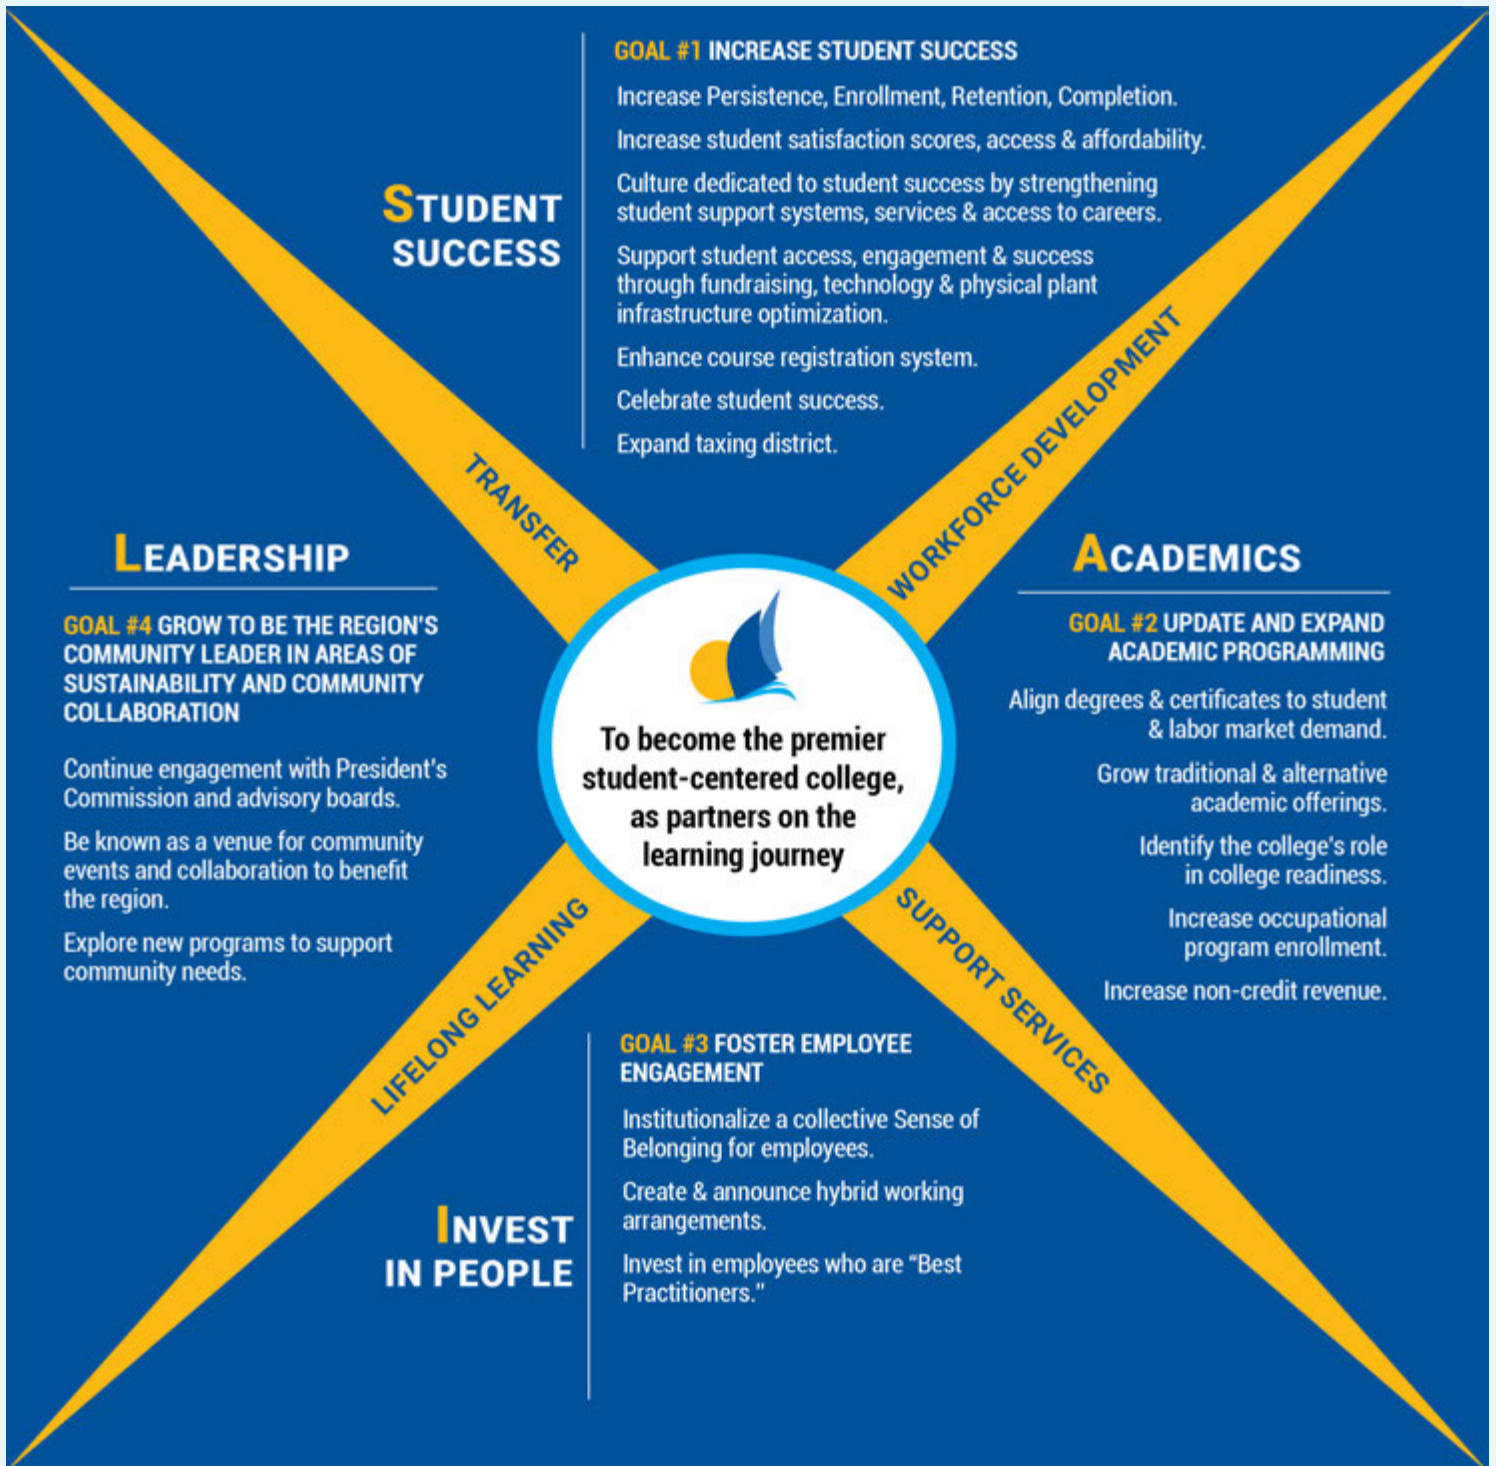 STUDENT
SUCCESS
GOAL #1 INCREASE STUDENT SUCCESS
Increase Persistence, Enrollment, Retention, Completion.
Increase student satisfaction scores, access & affordability.
Culture dedicated to student success by strengthening
student support systems, services & access to careers.
Support student access, engagement & success
through fundraising, technology & physical plant
infrastructure optimization.
Enhance course registration system.
Celebrate student success.
Expand taxing district.
TRANSFER
WORKFORCE DEVELOPMENT
LEADERSHIP
GOAL #4 GROW TO BE THE REGION'S
COMMUNITY LEADER IN AREAS OF
SUSTAINABILITY AND COMMUNITY
COLLABORATION
Continue engagement with President's
Commission and advisory boards.
Be known as a venue for community
events and collaboration to benefit
the region.
Explore new programs to support
community needs.
To become the premier
student-centered college,
as partners on the
learning journey
ACADEMICS
GOAL #2 UPDATE AND EXPAND
ACADEMIC PROGRAMMING
Align degrees & certificates to student
& labor market demand.
Grow traditional & alternative
academic offerings.
Identify the college's role
in college readiness.
Increase occupational
program enrollment.
Increase non-credit revenue.
LIFELONG LEARNING
SUPPORT SERVICES
INVEST
IN PEOPLE
GOAL #3 FOSTER EMPLOYEE
ENGAGEMENT
Institutionalize a collective Sense of
Belonging for employees.
Create & announce hybrid working
arrangements.
Invest in employees who are “Best
Practitioners.”